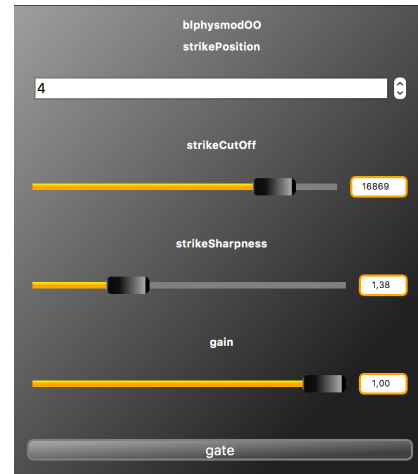 blphysmodOO
strikePosition
4
strikeCutOff
16869
strikeSharpness
1,38
gain
1,00
gate